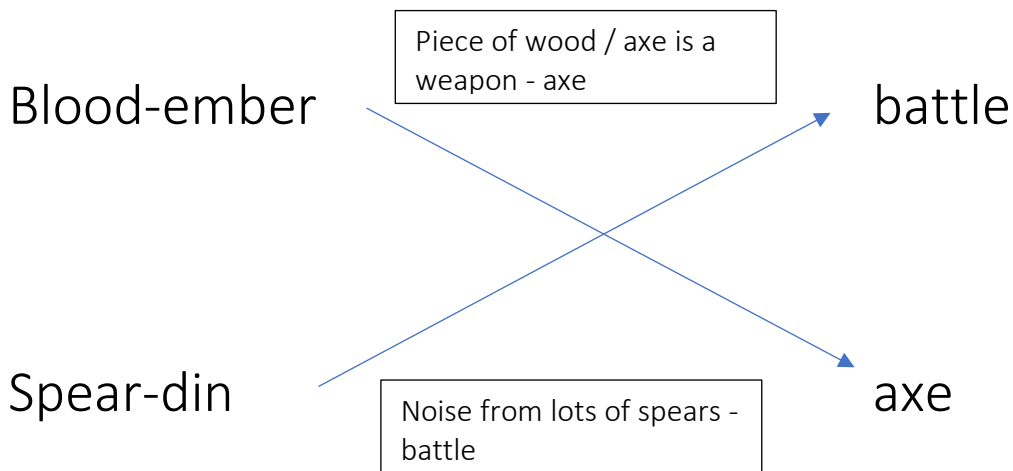 Piece of wood / axe is a
weapon - axe
Blood-ember
battle
Spear-din
axe
Noise from lots of spears -
battle